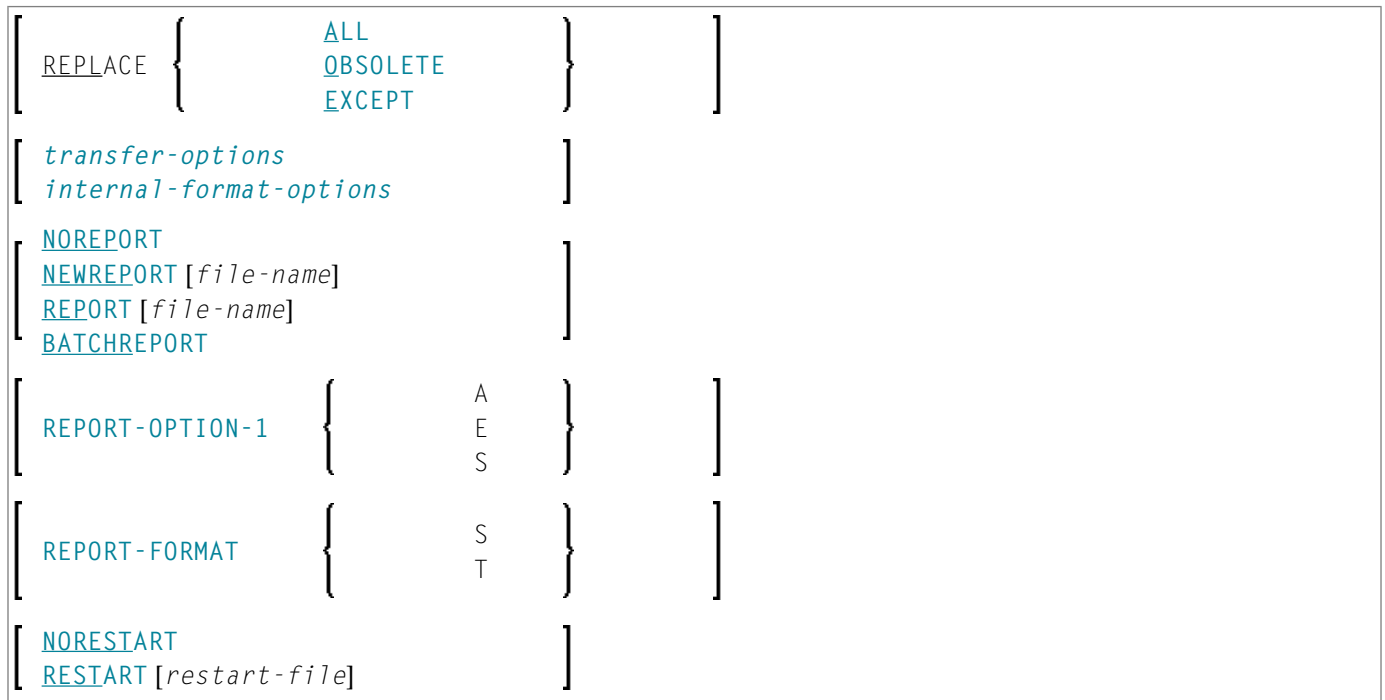 ALL
REPLACE OBSOLETE
EXCEPT
transfer-options
internal-format-options
NOREPORT
NEWREPORT [file-name]
REPORT [file-name]
BATCHREPORT
A
REPORT-OPTION-1 E
S
S
REPORT-FORMAT
T
NORESTART
RESTART [restart-file]